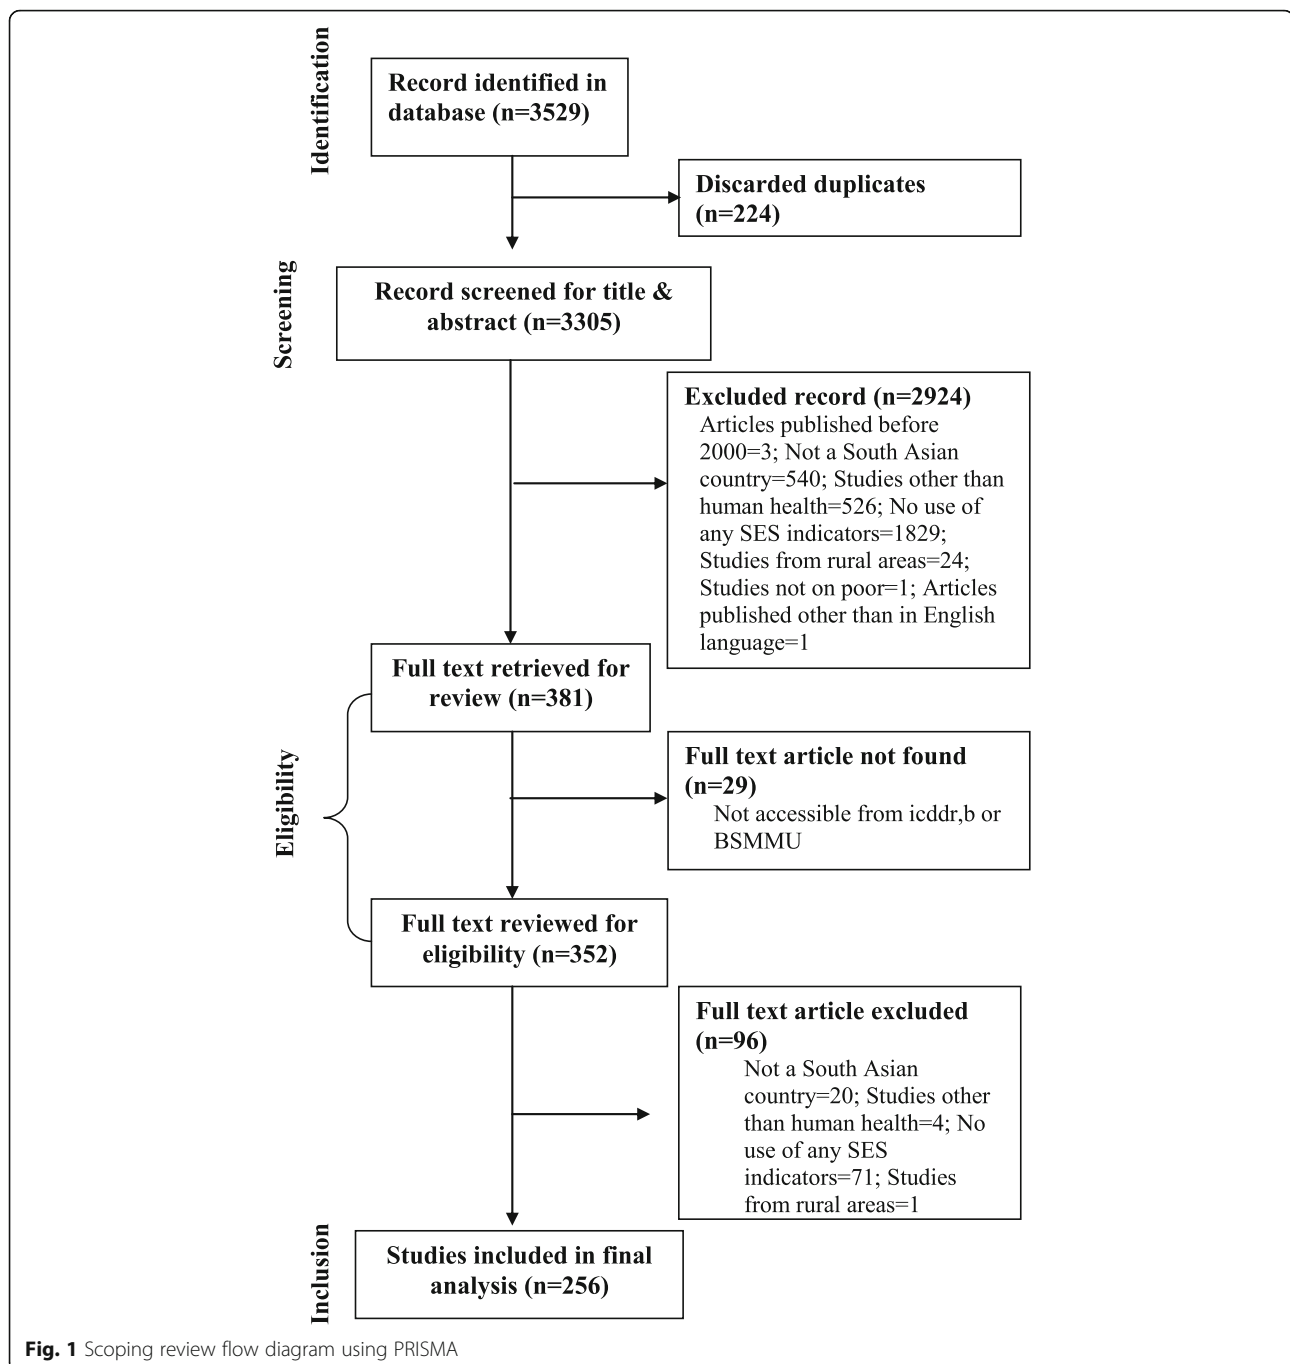 Identification
Record identified in
database (n=3529)
Discarded duplicates
(n=224)
Screening
Record screened for title &
abstract (n=3305)
Excluded record (n=2924)
Articles published before
2000=3; Not a South Asian
country=540; Studies other than
human health=526; No use of
any SES indicators=1829;
Studies from rural areas=24;
Studies not on poor=1; Articles
published other than in English
language=1
Full text retrieved for
review (n=381)
Eligibility
Full text article not found
(n=29)
Not accessible from icddr,b or
BSMMU
Full text reviewed for
eligibility (n=352)
Full text article excluded
(n=96)
Not a South Asian
country=20; Studies other
than human health=4; No
use of any SES
indicators=71; Studies
from rural areas=1
Inclusion
Studies included in final
analysis (n=256)
Fig. 1 Scoping review flow diagram using PRISMA